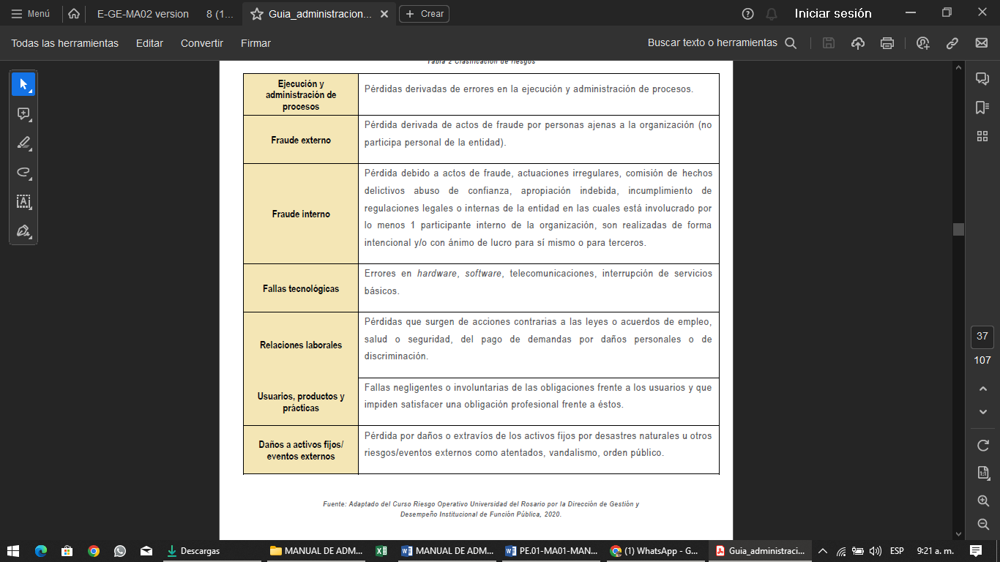 Menú
E-GE-MA02 version 8 (1...
Guia_administracion...
Crear
Iniciar sesión
Todas las herramientas
Editar
Convertir
Firmar
Buscar texto o herramientas
Tabla 2 Clasificación de riesgos
Ejecución y
administración de
procesos
Pérdidas derivadas de errores en la ejecución y administración de procesos.
Fraude externo
Pérdida derivada de actos de fraude por personas ajenas a la organización (no
participa personal de la entidad).
Fraude interno
Pérdida debido a actos de fraude, actuaciones irregulares, comisión de hechos
delictivos abuso de confianza, apropiación indebida, incumplimiento de
regulaciones legales o internas de la entidad en las cuales está involucrado por
lo menos 1 participante interno de la organización, son realizadas de forma
intencional y/o con ánimo de lucro para sí mismo o para terceros.
Fallas tecnológicas
Errores en hardware, software, telecomunicaciones, interrupción de servicios
básicos.
Relaciones laborales
Pérdidas que surgen de acciones contrarias a las leyes o acuerdos de empleo,
salud o seguridad, del pago de demandas por daños personales o de
discriminación.
Usuarios, productos y
prácticas
Fallas negligentes o involuntarias de las obligaciones frente a los usuarios y que
impiden satisfacer una obligación profesional frente a éstos.
Daños a activos fijos/
eventos externos
Pérdida por daños o extravíos de los activos fijos por desastres naturales u otros
riesgos/eventos externos como atentados, vandalismo, orden público.
Fuente: Adaptado del Curso Riesgo Operativo Universidad del Rosario por la Dirección de Gestión y
Desempeño Institucional de Función Pública, 2020.
37
107
1:1
Descargas
MANUAL DE ADM...
MANUAL DE ADM...
PE.01-MA01-MAN...
(1) WhatsApp - G...
Guia_administraci...
ESP
9:21 a. m.